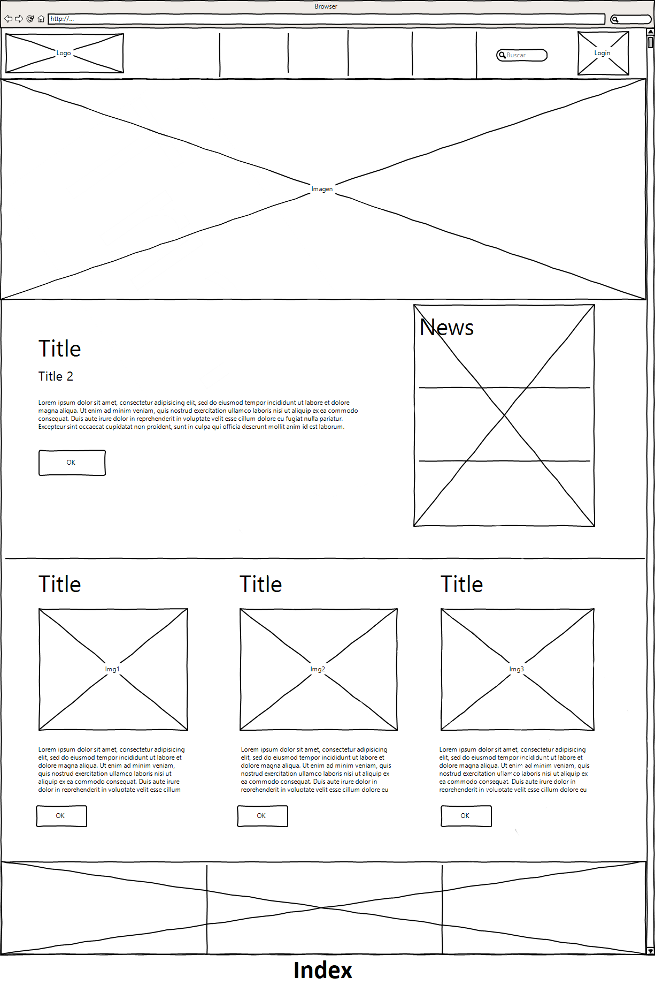 Browser
http://...
Logo
Buscar
Login
Imagen
News
Title
Title 2
Lorem ipsum dolor sit amet, consectetur adipisicing elit, sed do eiusmod tempor incididunt ut labore et dolore
magna aliqua. Ut enim ad minim veniam, quis nostrud exercitation ullamco laboris nisi ut aliquip ex ea commodo
consequat. Duis aute irure dolor in reprehenderit in voluptate velit esse cillum dolore eu fugiat nulla pariatur.
Excepteur sint occaecat cupidatat non proident, sunt in culpa qui officia deserunt mollit anim id est laborum.
OK
Title
Img1
Lorem ipsum dolor sit amet, consectetur adipisicing
elit, sed do eiusmod tempor incididunt ut labore et
dolore magna aliqua. Ut enim ad minim veniam,
quis nostrud exercitation ullamco laboris nisi ut
aliquip ex ea commodo consequat. Duis aute irure
dolor in reprehenderit in voluptate velit esse cillum
OK
Title
Img2
Lorem ipsum dolor sit amet, consectetur adipisicing
elit, sed do eiusmod tempor incididunt ut labore et
dolore magna aliqua. Ut enim ad minim veniam, quis
nostrud exercitation ullamco laboris nisi ut aliquip ex
ea commodo consequat. Duis aute irure dolor in
reprehenderit in voluptate velit esse cillum dolore eu
OK
Title
Img3
Lorem ipsum dolor sit amet, consectetur adipisicing
elit, sed do eiusmod tempor incididunt ut labore et
dolore magna aliqua. Ut enim ad minim veniam, quis
nostrud exercitation ullamco laboris nisi ut aliquip ex
ea commodo consequat. Duis aute irure dolor in
reprehenderit in voluptate velit esse cillum dolore eu
OK
Index